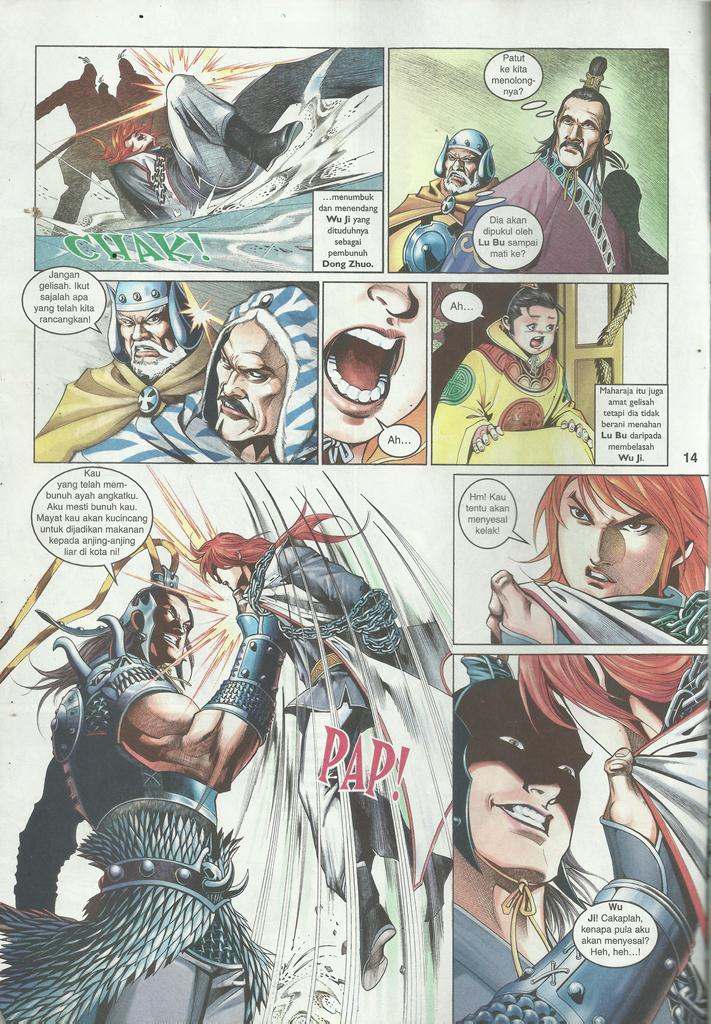 CHAK!
...menumbuk
dan menendang
Wu Ji yang
dituduhnya
sebagai
pembunuh
Dong Zhuo.
Patut
ke kita
menolong-
nya?
Dia akan
dipukul oleh
Lu Bu sampai
mati ke?
Jangan
gelisah. Ikut
sajalah apa
yang telah kita
rancangkan!
Ah...
Ah...
Maharaja itu juga
amat gelisah
tetapi dia tidak
berani menahan
Lu Bu daripada
membelasah
Wu Ji.
14
Kau
yang telah mem-
bunuh ayah angkatku.
Aku mesti bunuh kau.
Mayat kau akan kucincang
untuk dijadikan makanan
kepada anjing-anjing
liar di kota ni!
PAP!
Hm! Kau
tentu akan
menyesal
kelak!
Wu
Ji! Cakaplah,
kenapa pula aku
akan menyesal?
Heh, heh...!